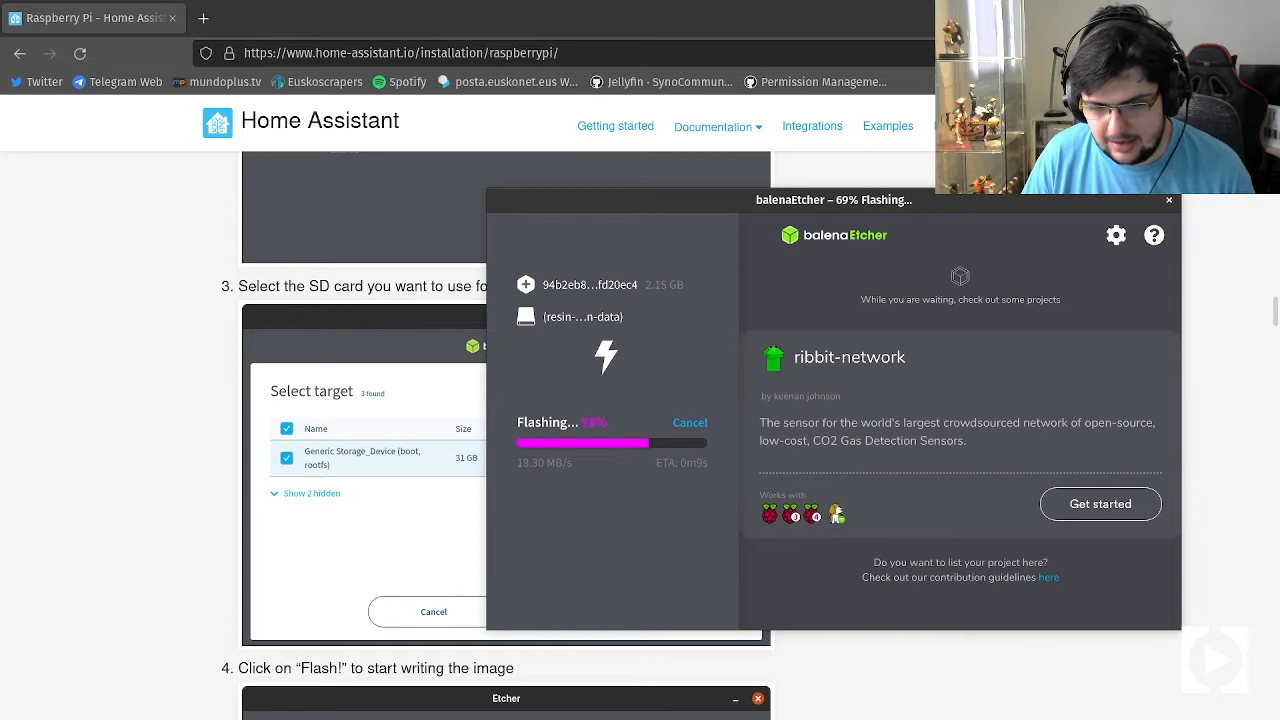 Raspberry Pi - Home Assis
https://www.home-assistant.io/installation/raspberrypi/
Twitter
Telegram Web
mundoplus.tv
Euskoscrapers
Spotify
posta.euskonet.eus W...
Jellyfin - SynoCommun...
Permission Manageme...
Home Assistant
Getting started
Documentation
Integrations
Examples
balenaEtcher – 69% Flashing...
balenaEtcher
94b2eb8...fd20ec4 2.15 GB
(resin-...n-data)
While you are waiting, check out some projects
ribbit-network
by keenan johnson
The sensor for the world's largest crowdsourced network of open-source,
low-cost, CO2 Gas Detection Sensors.
Flashing...
Cancel
18.30 MB/s
ETA: 0m9s
Works with
Get started
Do you want to list your project here?
Check out our contribution guidelines here
3. Select the SD card you want to use fo
Select target 3 found
Name
Size
Generic Storage_Device (boot,
rootfs)
31 GB
Show 2 hidden
Cancel
4. Click on “Flash!” to start writing the image
Etcher